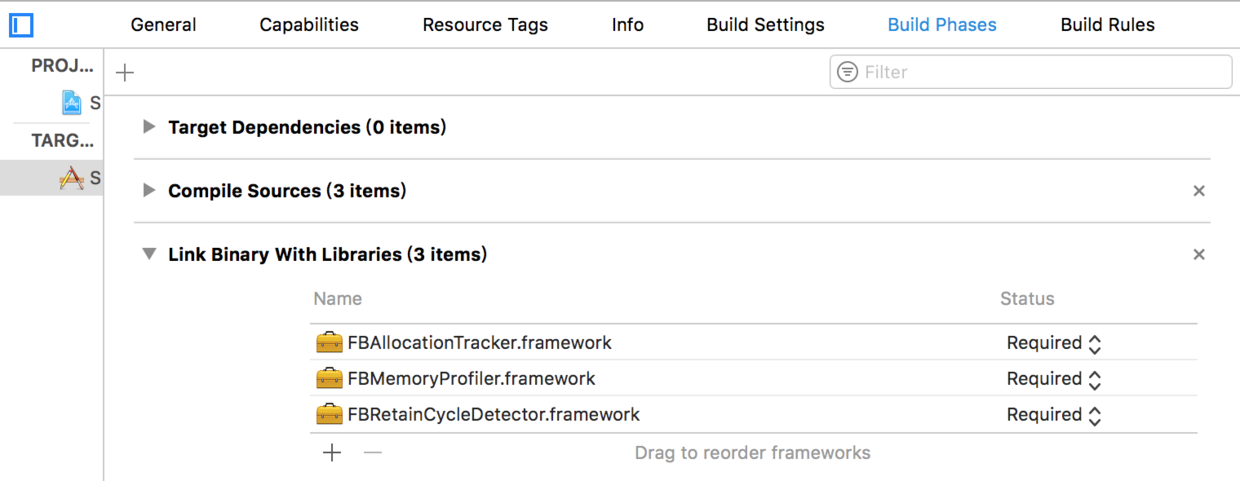 General Capabilities Resource Tags Info Build Settings Build Phases Build Rules
PROJ...
Filter
S
Target Dependencies (0 items)
TARG...
S
Compile Sources (3 items)
Link Binary With Libraries (3 items)
Name Status
FBAllocationTracker.framework Required
FBMemoryProfiler.framework Required
FBRetainCycleDetector.framework Required
Drag to reorder frameworks